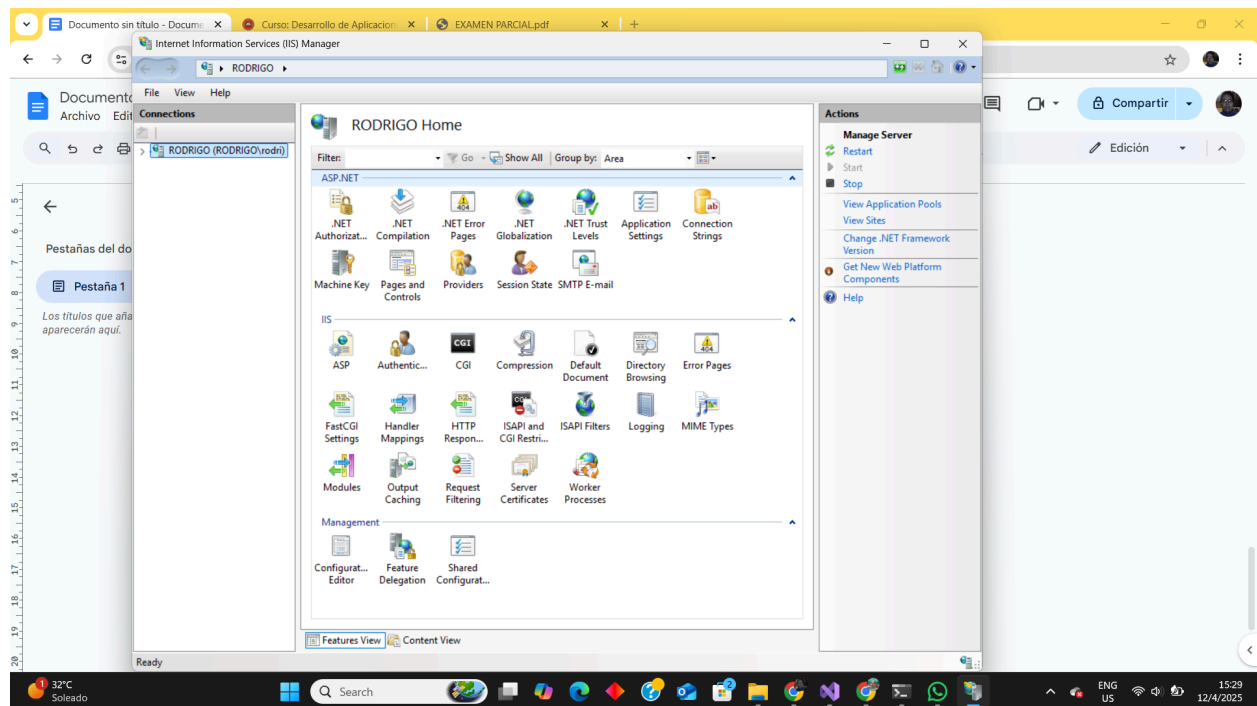 Documento sin título - Docume
Curso: Desarrollo de Aplicacion
EXAMEN PARCIAL.pdf
Internet Information Services (IIS) Manager
RODRIGO
File View Help
Documento
Archivo Edit
Compartir
Edición
Pestañas del do
Pestaña 1
Los títulos que aña
aparecerán aquí.
Connections
RODRIGO (RODRIGO\rodri)
RODRIGO Home
Filter: Go Show All Group by: Area
ASP.NET
.NET Authorizat...
.NET Compilation
.NET Error Pages
.NET Globalization
.NET Trust Levels
Application Settings
Connection Strings
Machine Key
Pages and Controls
Providers
Session State
SMTP E-mail
IIS
ASP
Authentic...
CGI
Compression
Default Document
Directory Browsing
Error Pages
FastCGI Settings
Handler Mappings
HTTP Respon...
ISAPI and CGI Restri...
ISAPI Filters
Logging
MIME Types
Modules
Output Caching
Request Filtering
Server Certificates
Worker Processes
Management
Configurat... Editor
Feature Delegation
Shared Configurat...
Features View Content View
Ready
Actions
Manage Server
Restart
Start
Stop
View Application Pools
View Sites
Change .NET Framework
Version
Get New Web Platform
Components
Help
1
32°C
Soleado
Search
2
ENG
US
15:29
12/4/2025